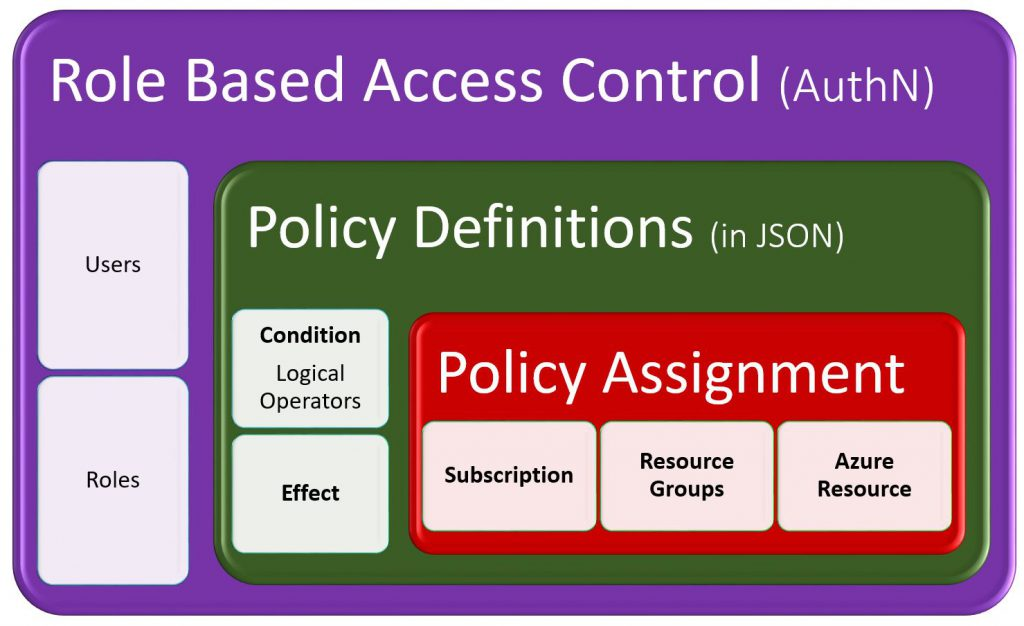 Role Based Access Control (AuthN)
Users
Roles
Policy Definitions (in JSON)
Condition
Logical
Operators
Effect
Policy Assignment
Subscription
Resource
Groups
Azure
Resource